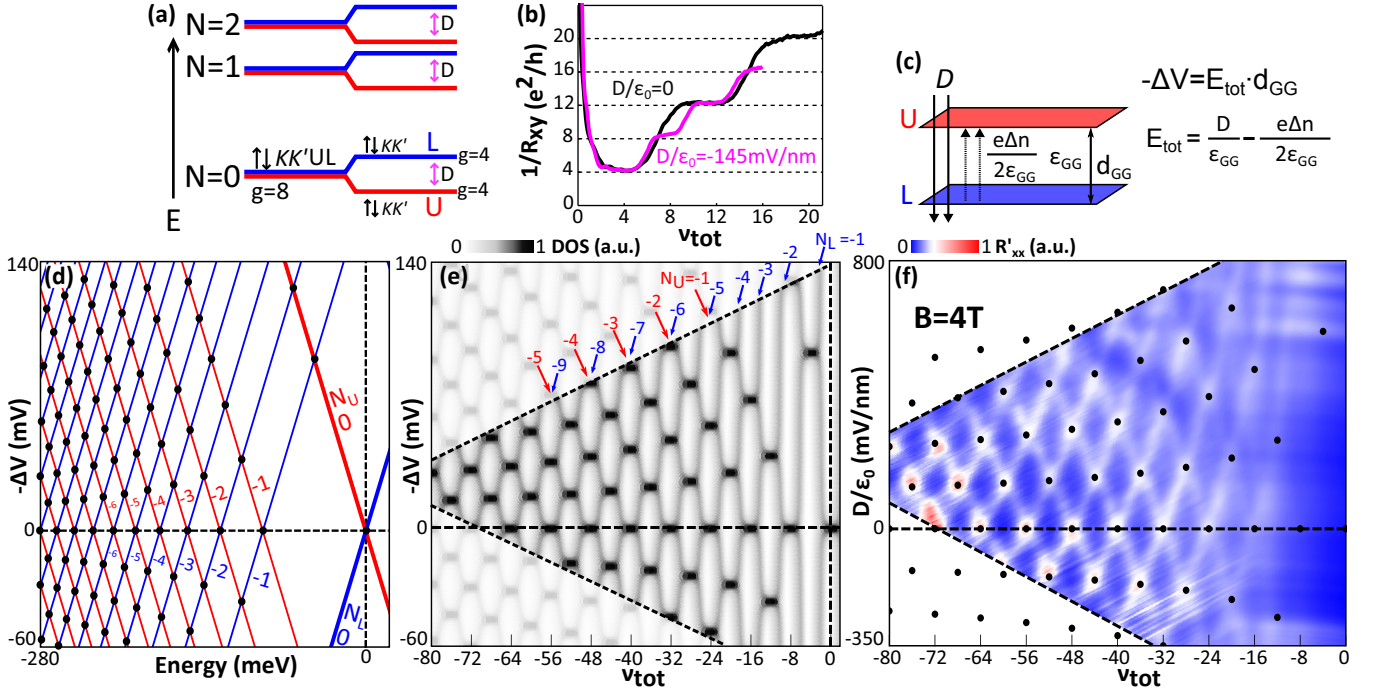 (a)
N=2
D
N=1
D
↑↓ KK'UL
↑↓ KK'
L
N=0
g=8
g=4
D
g=4
↑↓ KK'
U
E
(b)
1/Rxy (e²/h)
20
16
12
8
4
0
D/ε₀=0
D/ε₀=-145mV/nm
0
4
8
12
16
20
νtot
(c)
D
U
L
eΔn
2εGG
εGG
dGG
-ΔV=Etot·dGG
Etot = D/εGG - eΔn/2εGG
(d)
140
-ΔV (mV)
0
-60
NU
0
-6
-5
-4
-3
-2
-1
-6
-5
-4
-3
-2
-1
NL
0
-280
Energy (meV)
0
0
1 DOS (a.u.)
(e)
140
-ΔV (mV)
0
-60
NL =-1
-2
-3
-4
-5
-6
-7
-8
-9
NU=-1
-2
-3
-4
-5
-80
-72
-64
-56
-48
-40
-32
-24
-16
-8
0
νtot
0
1 R'xx (a.u.)
(f)
B=4T
800
D/ε₀ (mV/nm)
0
-350
-80
-72
-64
-56
-48
-40
-32
-24
-16
-8
0
νtot